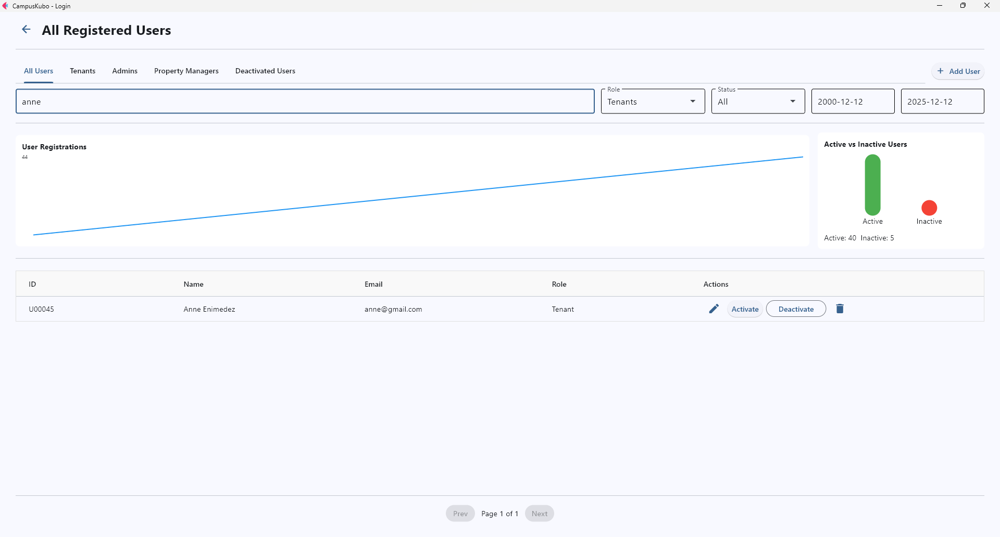 CampusKubo - Login
All Registered Users
All Users Tenants Admins Property Managers Deactivated Users
+ Add User
anne
Role
Tenants
Status
All
2000-12-12
2025-12-12
User Registrations
44
Active vs Inactive Users
Active Inactive
Active: 40 Inactive: 5
ID Name Email Role Actions
U00045 Anne Enimedez anne@gmail.com Tenant Activate Deactivate
Prev Page 1 of 1 Next